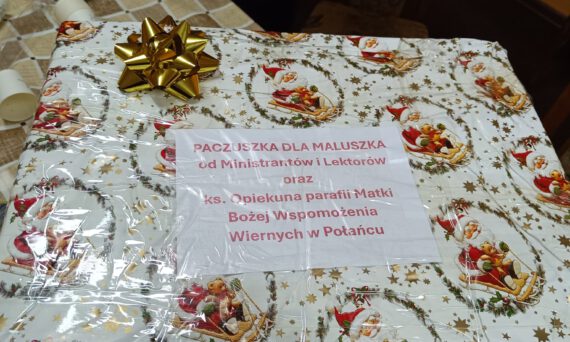 PACZUSZKA DLA MALUSZKA
od Ministrantów i Lektorów
oraz
ks. Opiekuna parafii Matki
Bożej Wspomożenia
Wiernych w Połańcu